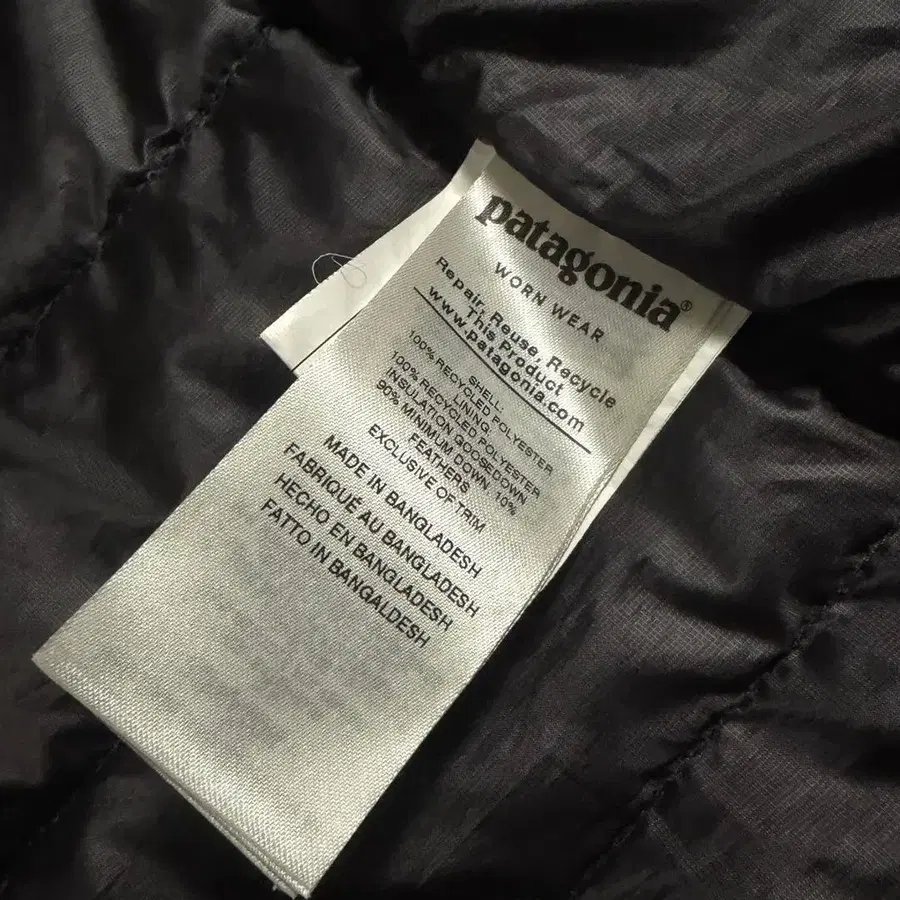 patagonia®
WORN WEAR
Repair, Reuse, Recycle
This Product
www.patagonia.com
SHELL:
100% RECYCLED POLYESTER
LINING,
100% RECYCLED POLYESTER
INSULATION,GOOSEDOWN
90% MINIMUM DOWN, 10%
FEATHERS
EXCLUSIVE OF TRIM
MADE IN BANGLADESH
FABRIQUÉ AU BANGLADESH
HECHO EN BANGLADESH
FATTO IN BANGALDESH